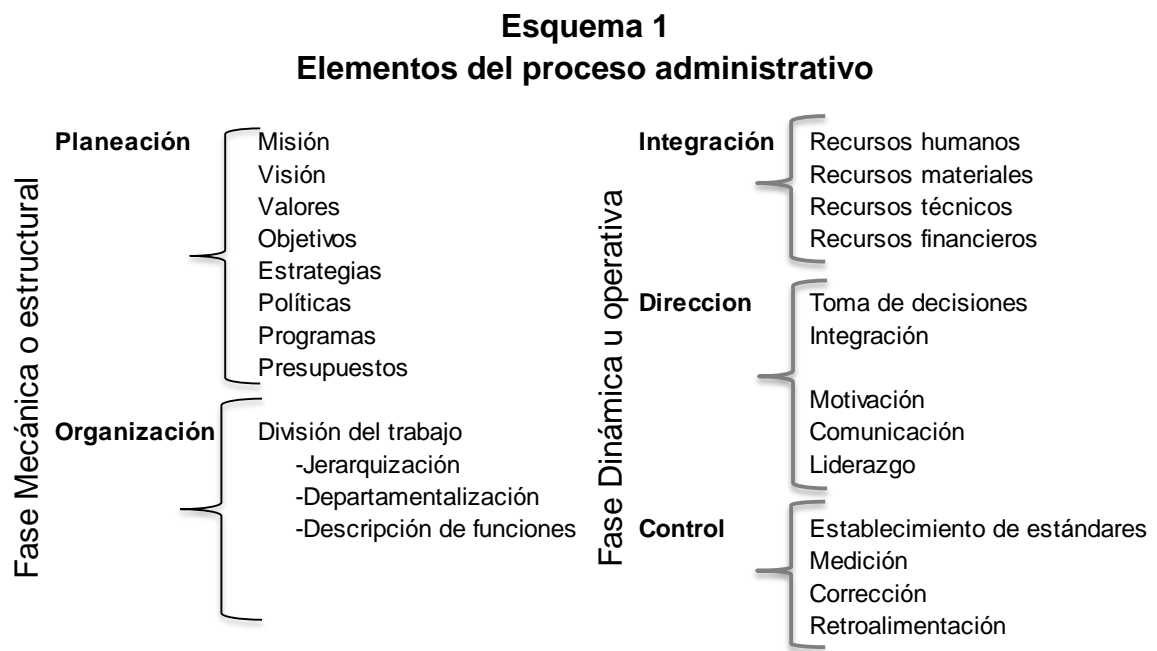 Esquema 1
Elementos del proceso administrativo
Fase Mecánica o estructural
Planeación
Misión
Visión
Valores
Objetivos
Estrategias
Políticas
Programas
Presupuestos
Organización
División del trabajo
-Jerarquización
-Departamentalización
-Descripción de funciones
Fase Dinámica u operativa
Integración
Recursos humanos
Recursos materiales
Recursos técnicos
Recursos financieros
Direccion
Toma de decisiones
Integración
Motivación
Comunicación
Liderazgo
Control
Establecimiento de estándares
Medición
Corrección
Retroalimentación